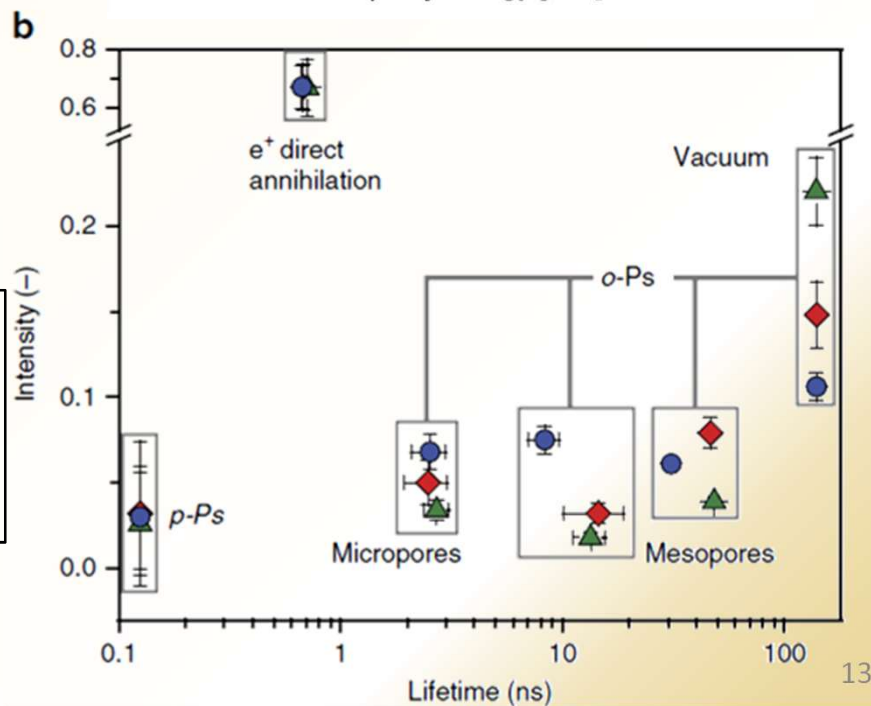 b
0.8
0.6
0.2
0.1
0.0
Intensity (–)
e⁺ direct
annihilation
Vacuum
o-Ps
p-Ps
Micropores
Mesopores
0.1
1
10
100
Lifetime (ns)
13